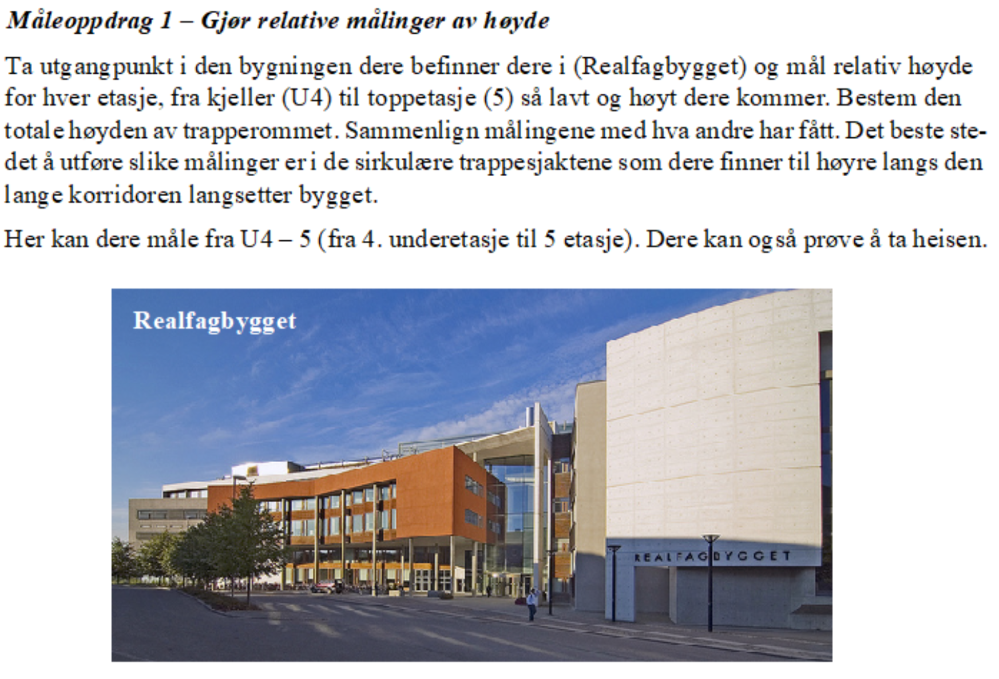 Måleoppdrag 1 – Gjør relative målinger av høyde
Ta utgangpunkt i den bygningen dere befinner dere i (Realfagbygget) og mål relativ høyde
for hver etasje, fra kjeller (U4) til toppetasje (5) så lavt og høyt dere kommer. Bestem den
totale høyden av trapperommet. Sammenlign målingene med hva andre har fått. Det beste ste-
det å utføre slike målinger er i de sirkulære trappesjaktene som dere finner til høyre langs den
lange korridoren langsetter bygget.
Her kan dere måle fra U4 – 5 (fra 4. underetasje til 5 etasje). Dere kan også prøve å ta heisen.
Realfagbygget
REALFAGBYGGET